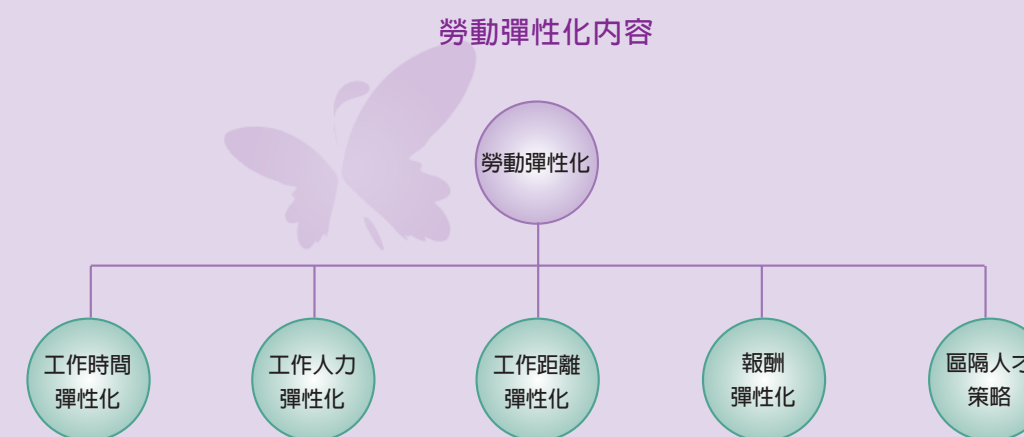 勞動彈性化内容
勞動彈性化
工作時間
彈性化
工作人力
彈性化
工作距離
彈性化
報酬
彈性化
區隔人才
策略